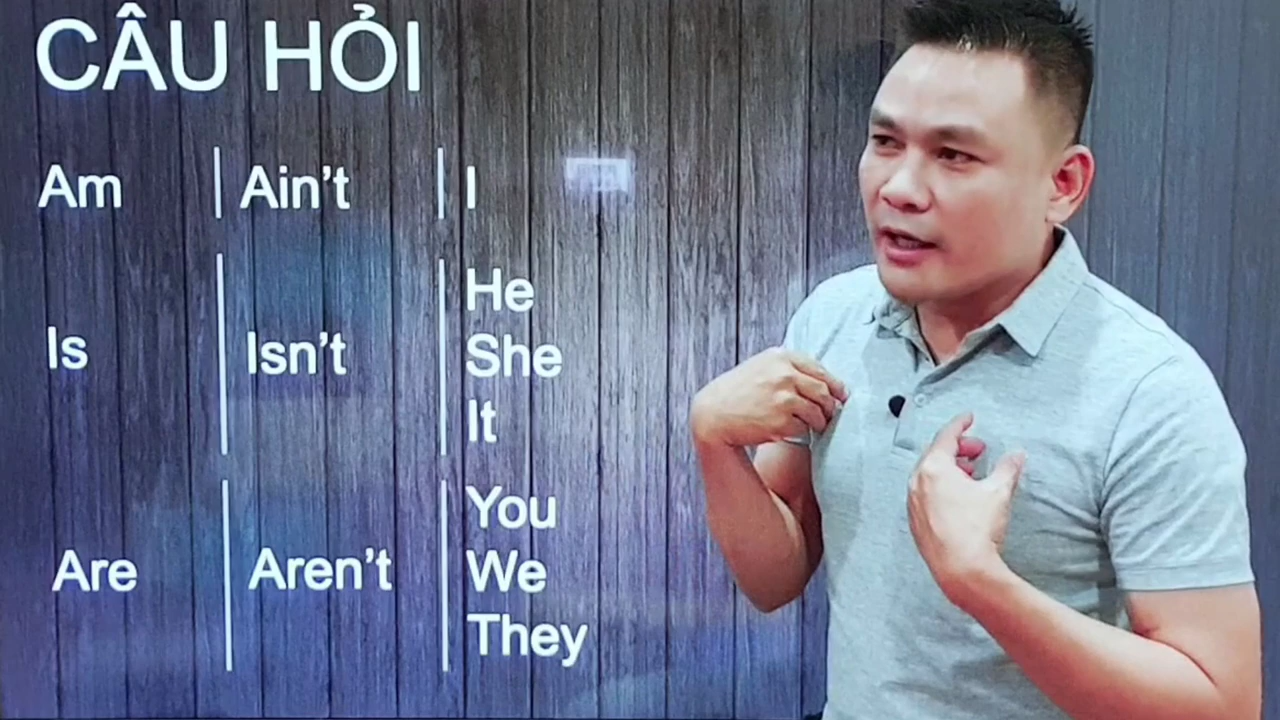 CÂU HỎI
Am | Ain't | I
Is | Isn't | He
She
It
Are | Aren't | You
We
They